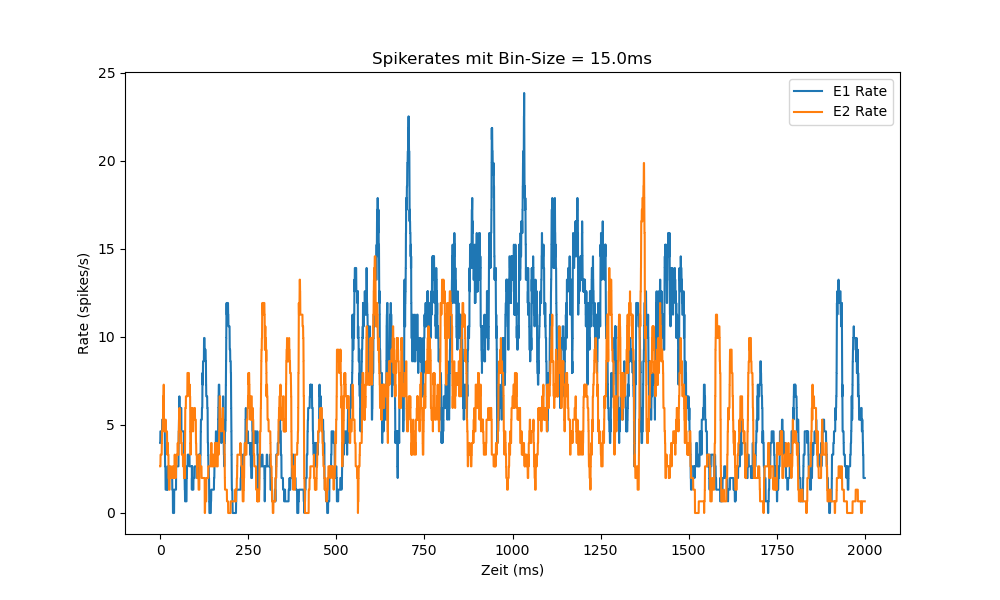 Spikerates mit Bin-Size = 15.0ms
E1 Rate
E2 Rate
Rate (spikes/s)
25
20
15
10
5
0
0 250 500 750 1000 1250 1500 1750 2000
Zeit (ms)